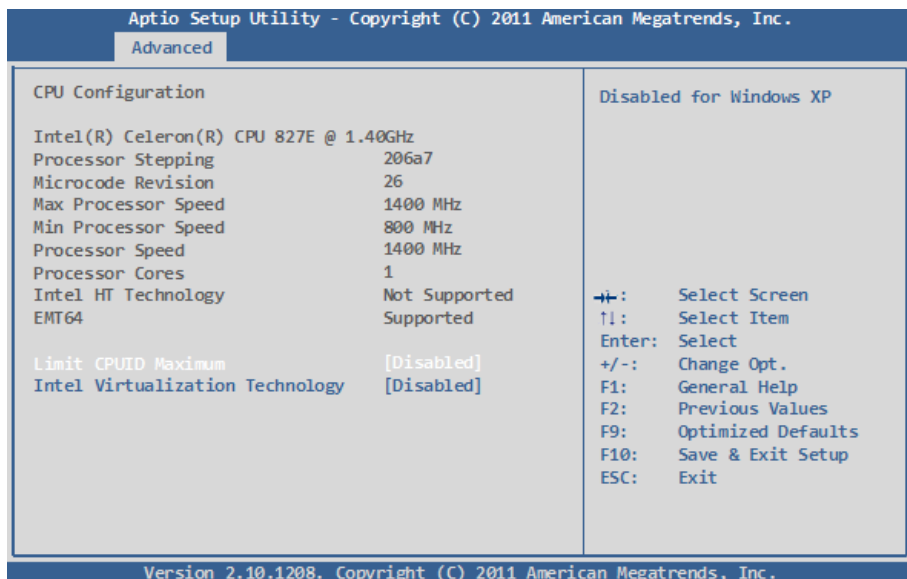 Aptio Setup Utility - Copyright (C) 2011 American Megatrends, Inc.
Advanced
CPU Configuration
Intel(R) Celeron(R) CPU 827E @ 1.40GHz
Processor Stepping 206a7
Microcode Revision 26
Max Processor Speed 1400 MHz
Min Processor Speed 800 MHz
Processor Speed 1400 MHz
Processor Cores 1
Intel HT Technology Not Supported
EMT64 Supported
Limit CPUID Maximum [Disabled]
Intel Virtualization Technology [Disabled]
Disabled for Windows XP
→←: Select Screen
↑↓: Select Item
Enter: Select
+/-: Change Opt.
F1: General Help
F2: Previous Values
F9: Optimized Defaults
F10: Save & Exit Setup
ESC: Exit
Version 2.10.1208. Copyright (C) 2011 American Megatrends, Inc.